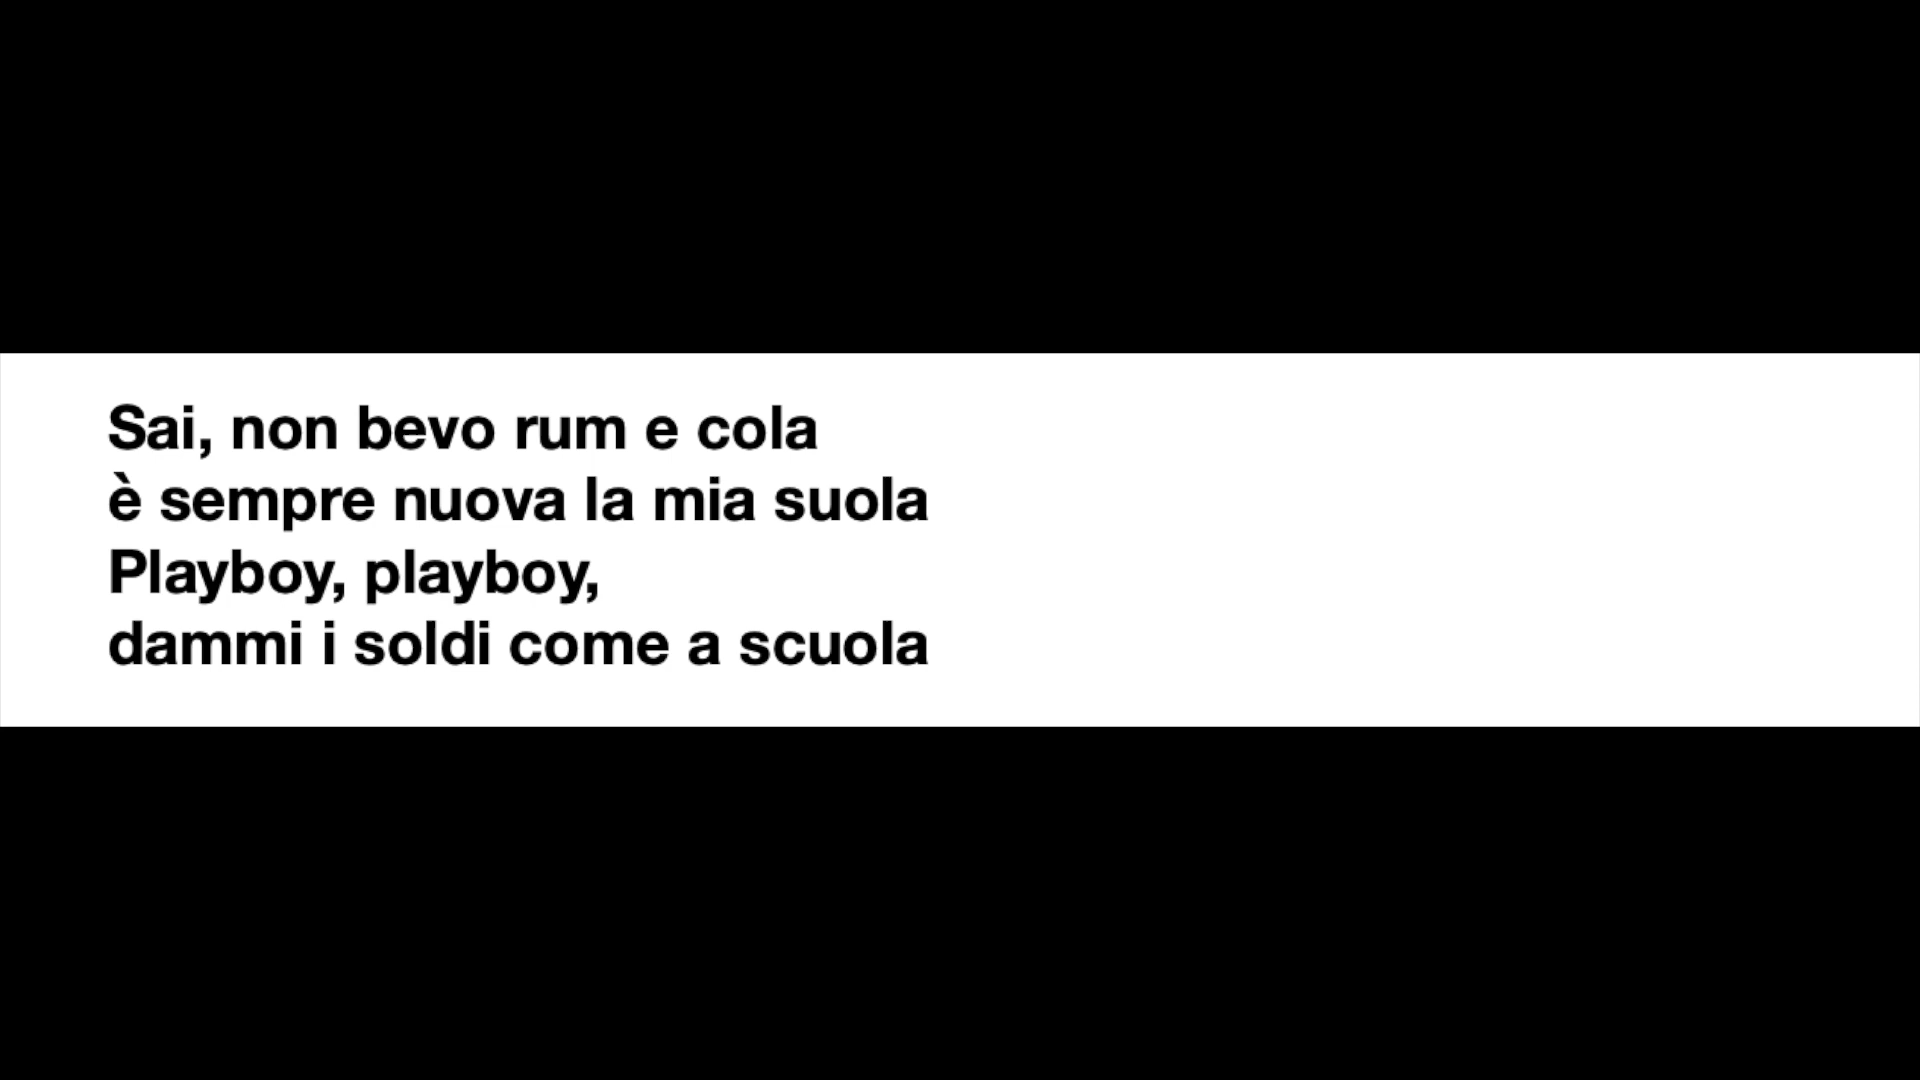 Sai, non bevo rum e cola
è sempre nuova la mia suola
Playboy, playboy,
dammi i soldi come a scuola